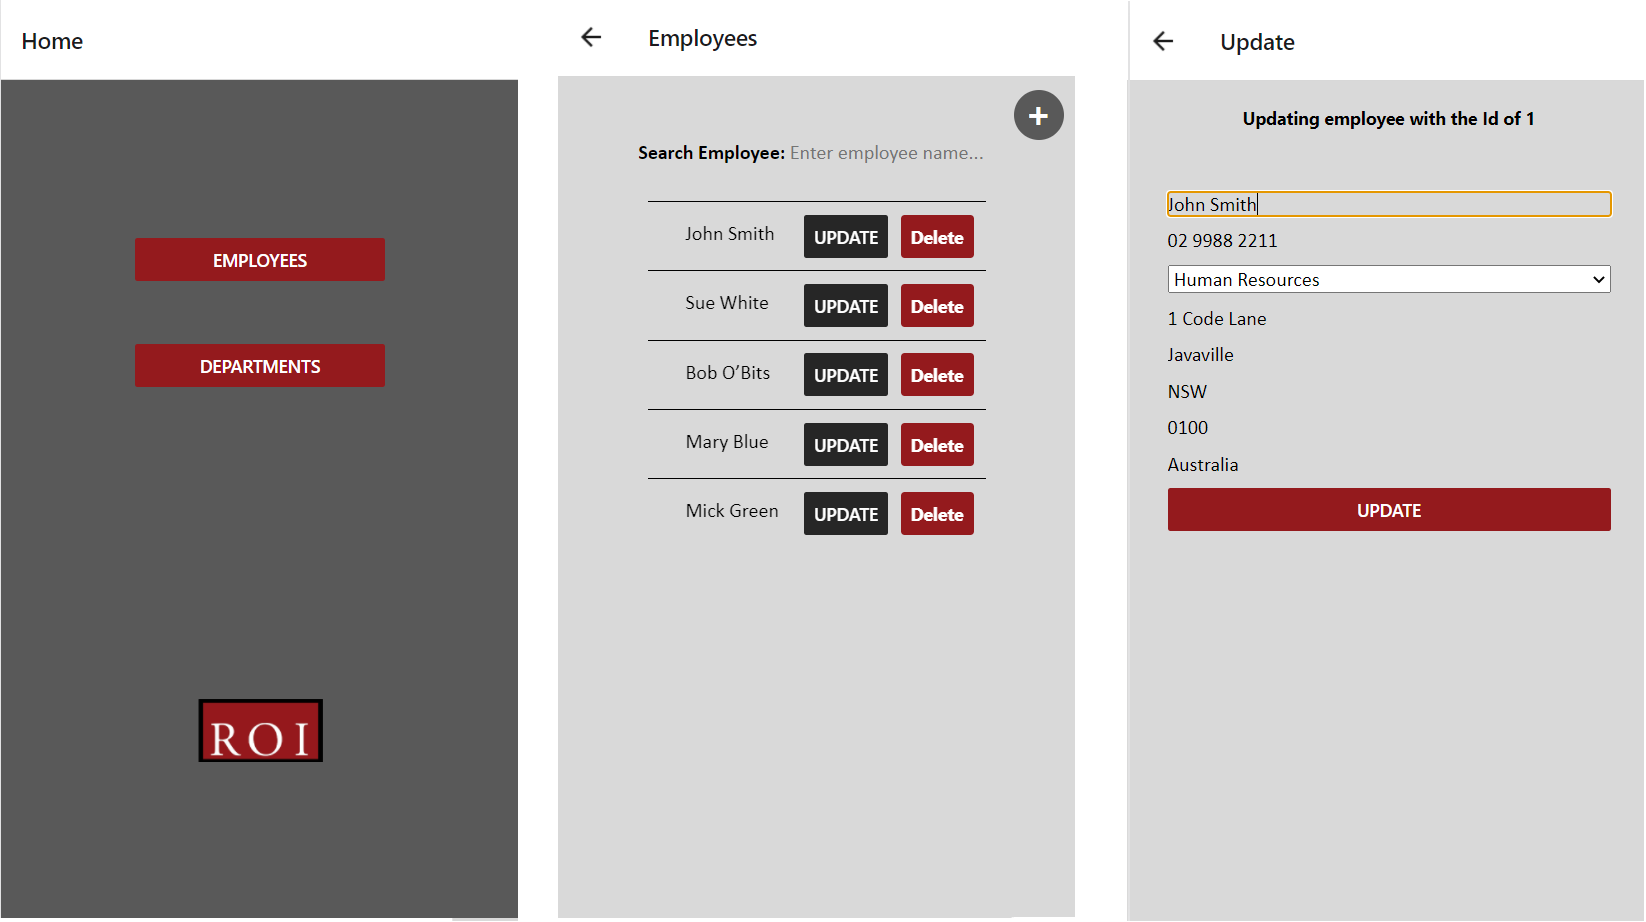 Home
EMPLOYEES
DEPARTMENTS
ROI
Employees
+
Search Employee: Enter employee name...
John Smith UPDATE Delete
Sue White UPDATE Delete
Bob O’Bits UPDATE Delete
Mary Blue UPDATE Delete
Mick Green UPDATE Delete
Update
Updating employee with the Id of 1
John Smith
02 9988 2211
Human Resources
1 Code Lane
Javaville
NSW
0100
Australia
UPDATE